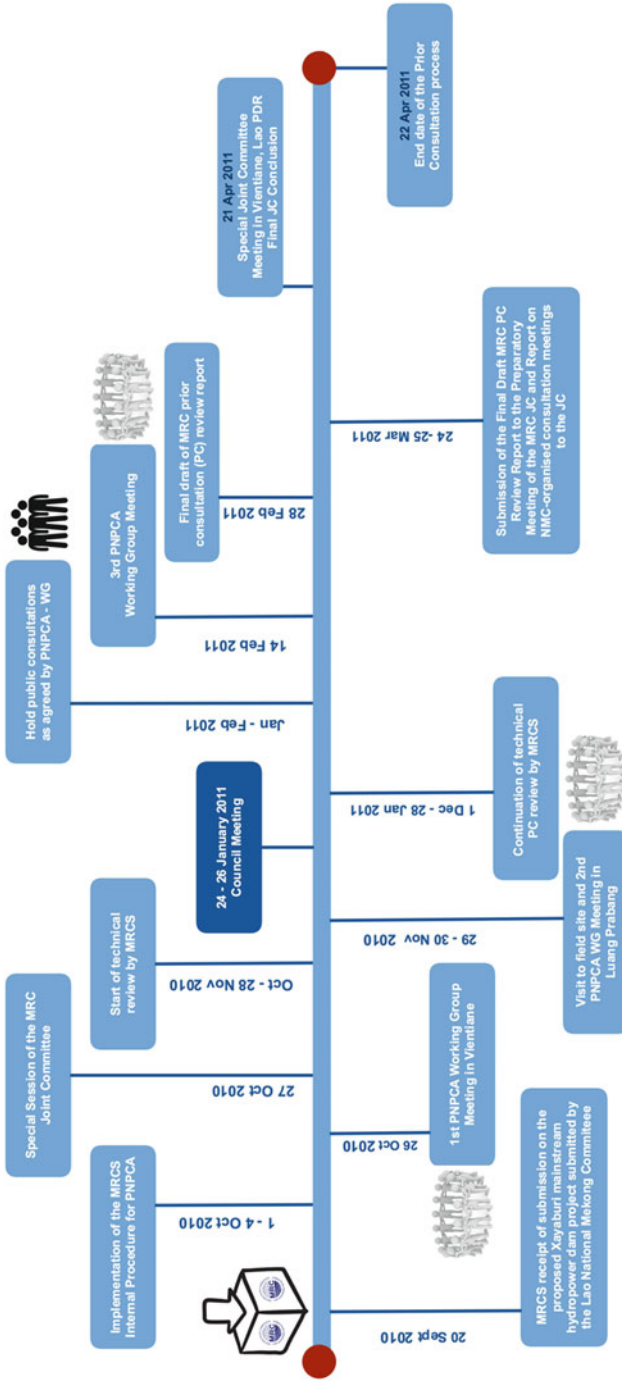 20 Sept 2010
MRCS receipt of submission on the
proposed Xayaburi mainstream
hydropower dam project submitted by
the Lao National Mekong Commiteee
MRC
MRC
1 - 4 Oct 2010
Implementation of the MRCS
Internal Procedure for PNPCA
26 Oct 2010
1st PNPCA Working Group
Meeting in Vientiane
27 Oct 2010
Special Session of the MRC
Joint Committee
Oct - 28 Nov 2010
Start of technical
review by MRCS
29 - 30 Nov 2010
Visit to field site and 2nd
PNPCA WG Meeting in
Luang Prabang
24 - 26 January 2011
Council Meeting
1 Dec - 28 Jan 2011
Continuation of technical
PC review by MRCS
Jan - Feb 2011
Hold public consultations
as agreed by PNPCA - WG
14 Feb 2011
3rd PNPCA
Working Group Meeting
28 Feb 2011
Final draft of MRC prior
consultation (PC) review report
24- 25 Mar 2011
Submission of the Final Draft MRC PC
Review Report to the Preparatory
Meeting of the MRC JC and Report on
NMC-organised consultation meetings
to the JC
21 Apr 2011
Special Joint Committee
Meeting in Vientiane, Lao PDR
Final JC Conclusion
22 Apr 2011
End date of the Prior
Consultation process